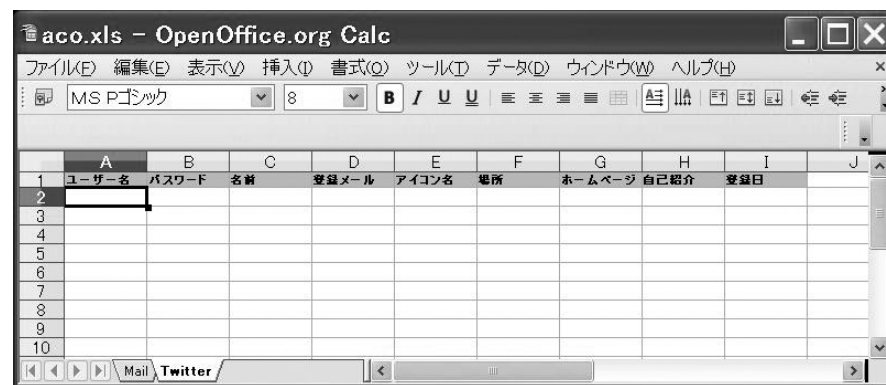 aco.xls - OpenOffice.org Calc
ファイル(F) 編集(E) 表示(V) 挿入(I) 書式(O) ツール(T) データ(D) ウィンドウ(W) ヘルプ(H) ×
MS Pゴシック 8 B I U U
A B C D E F G H I J
1 ユーザー名 パスワード 名前 登録メール アイコン名 場所 ホームページ 自己紹介 登録日
2
3
4
5
6
7
8
9
10
Mail Twitter